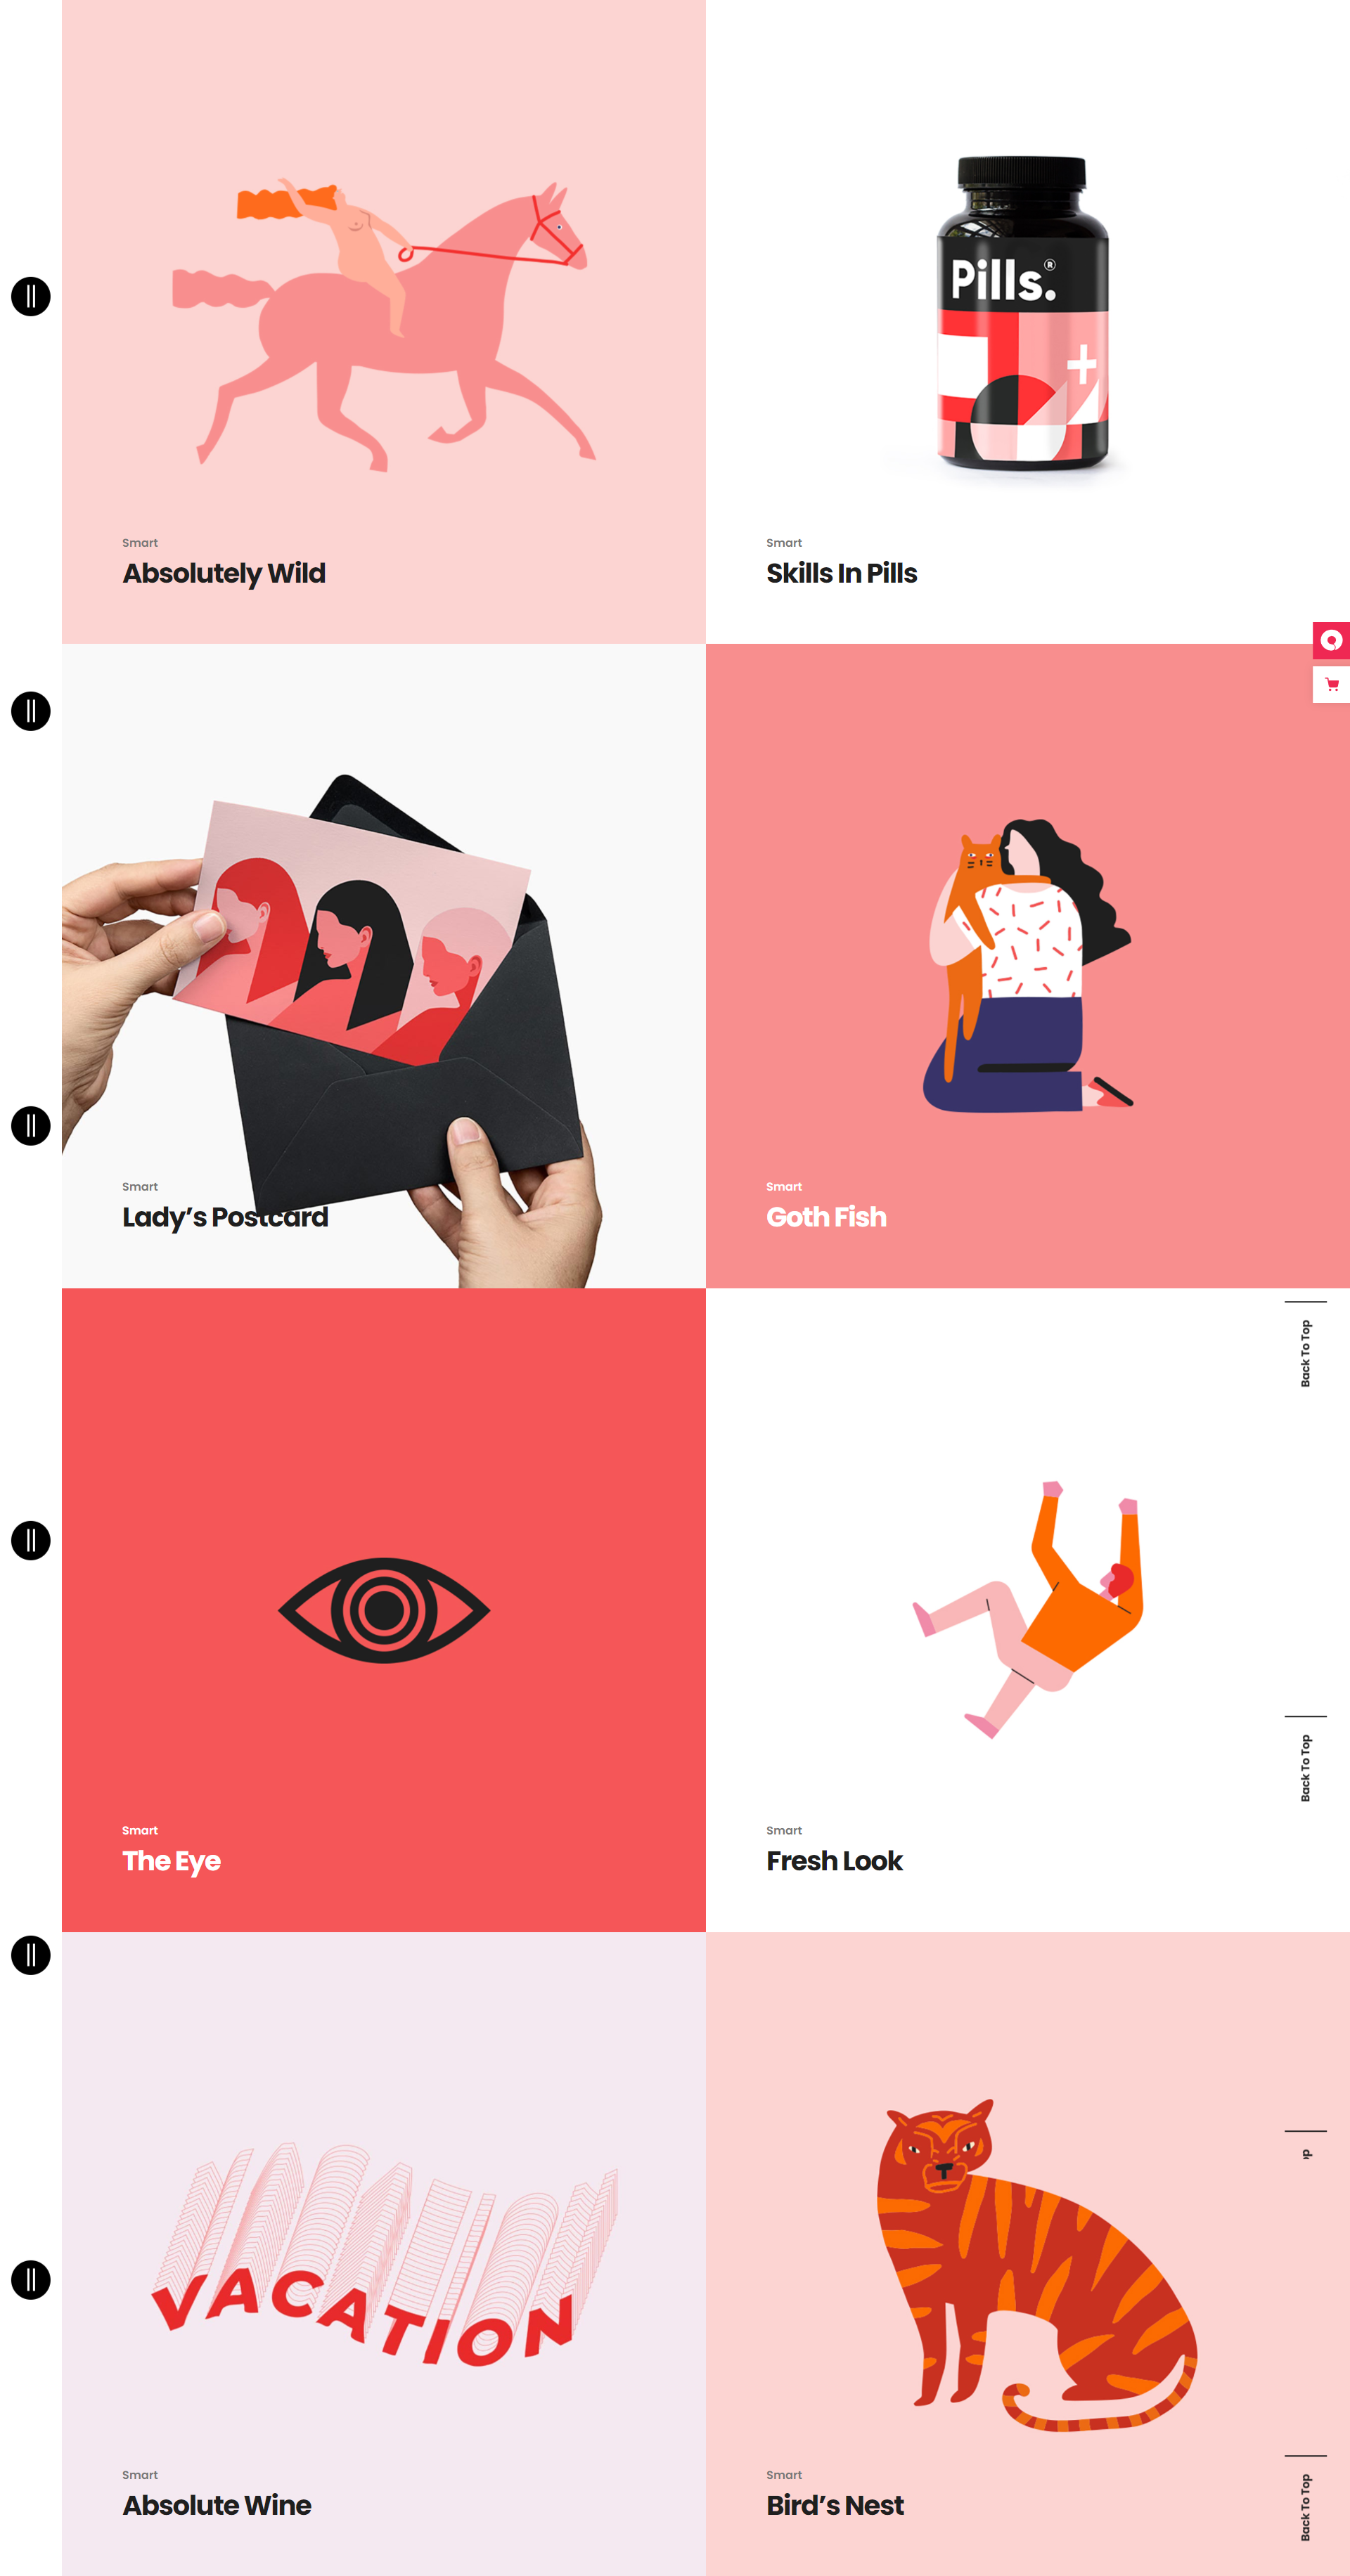 Pills.®
Smart
Absolutely Wild
Smart
Skills In Pills
Smart
Lady’s Postcard
Smart
Goth Fish
Back To Top
Smart
The Eye
Back To Top
Smart
Fresh Look
VACATION
Smart
Absolute Wine
Smart
Bird’s Nest
Back To Top